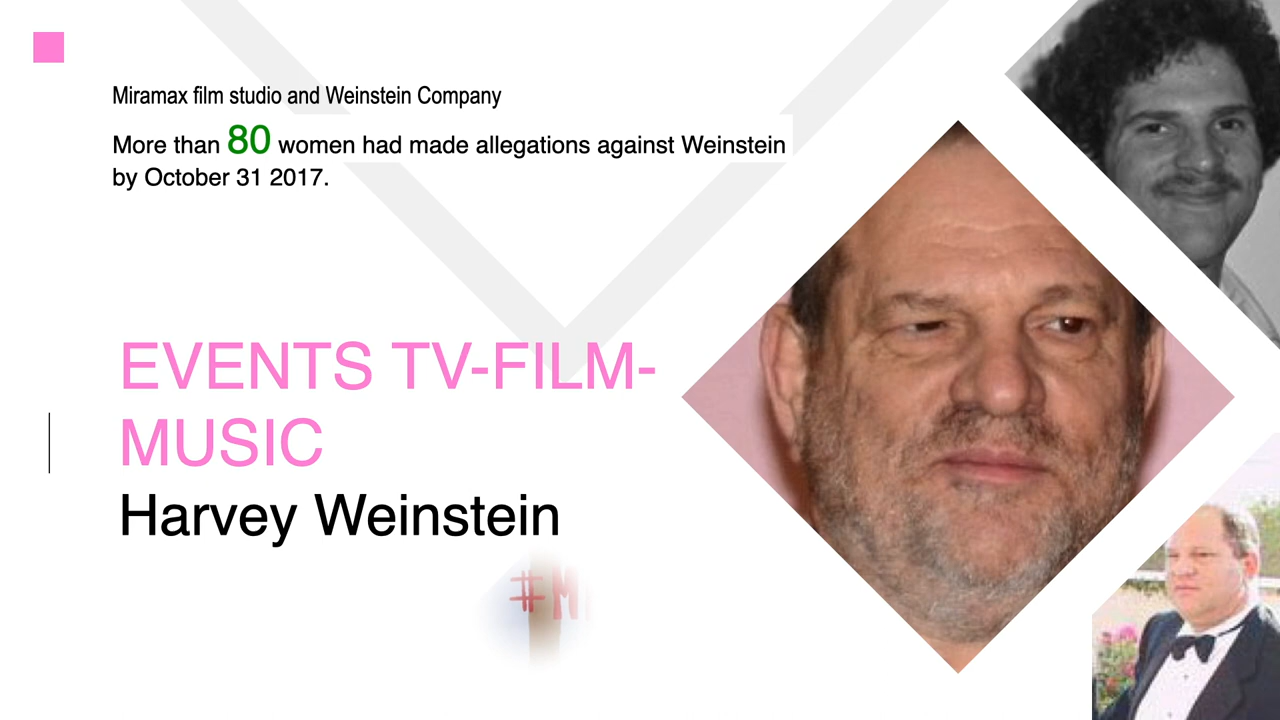 Miramax film studio and Weinstein Company
More than 80 women had made allegations against Weinstein
by October 31 2017.
EVENTS TV-FILM-
MUSIC
Harvey Weinstein
#M